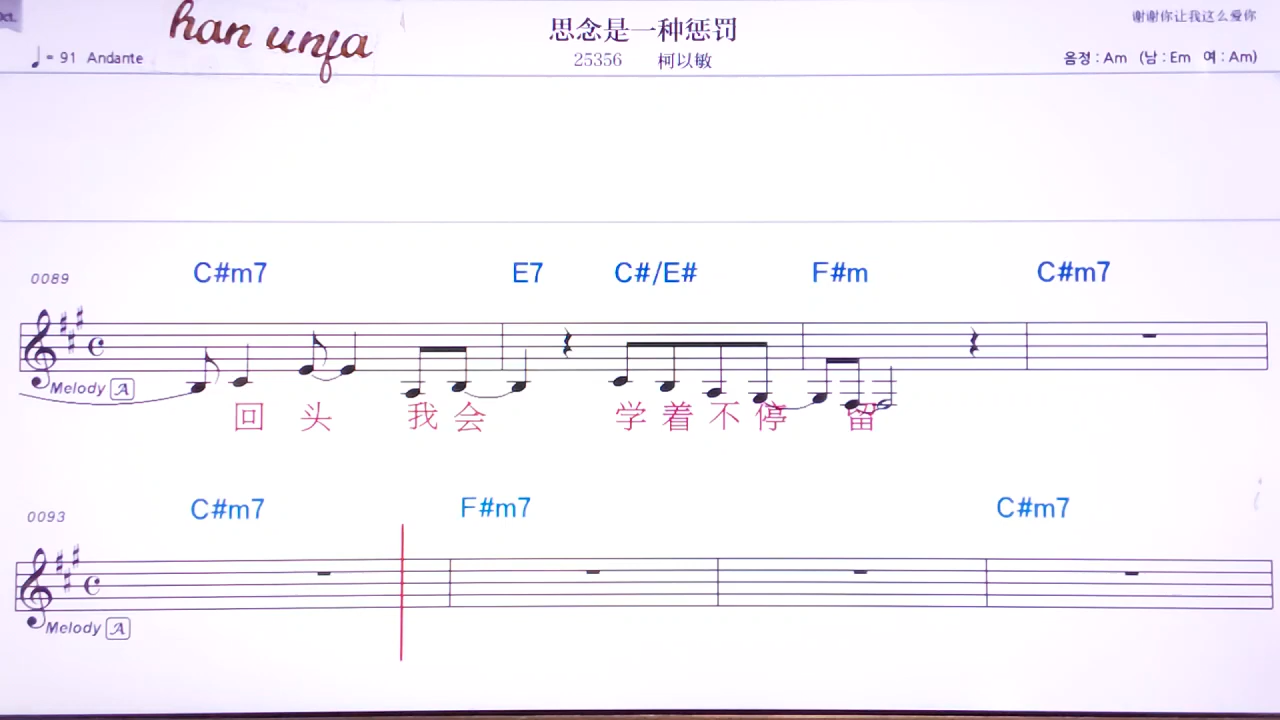 Oct.
han unja
思念是一种惩罚
谢谢你让我这么爱你
♩= 91 Andante
25356 柯以敏
음정 : Am (남 : Em 여 : Am)
0089
C#m7 E7 C#/E# F#m C#m7
Melody A
回 头 我 会 学 着 不 停 留
0093
C#m7 F#m7 C#m7
Melody A